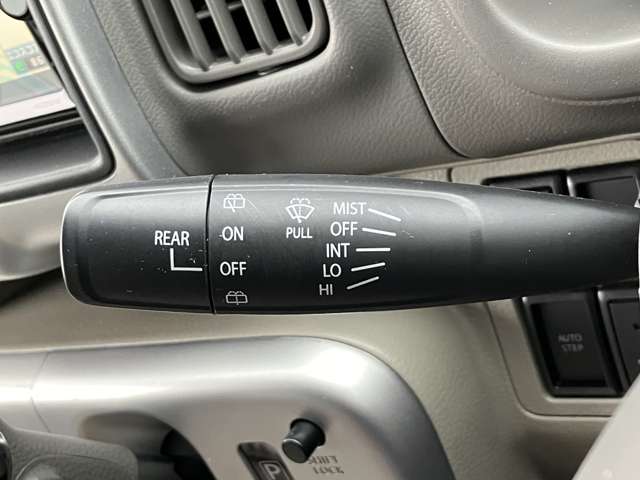 REAR
ON
OFF
PULL
MIST
OFF
INT
LO
HI
AUTO
STEP
P
SHIFT
LOCK